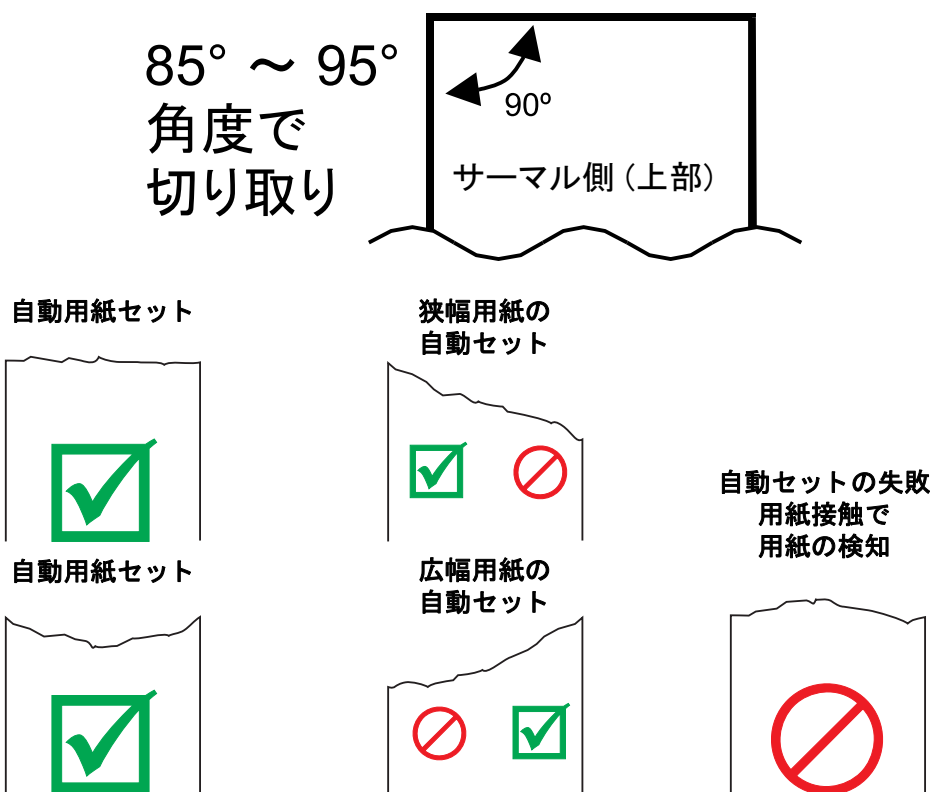 85° ～ 95°
角度で
切り取り
90º
サーマル側（上部）
自動用紙セット
狭幅用紙の
自動セット
自動セットの失敗
用紙接触で
用紙の検知
自動用紙セット
広幅用紙の
自動セット